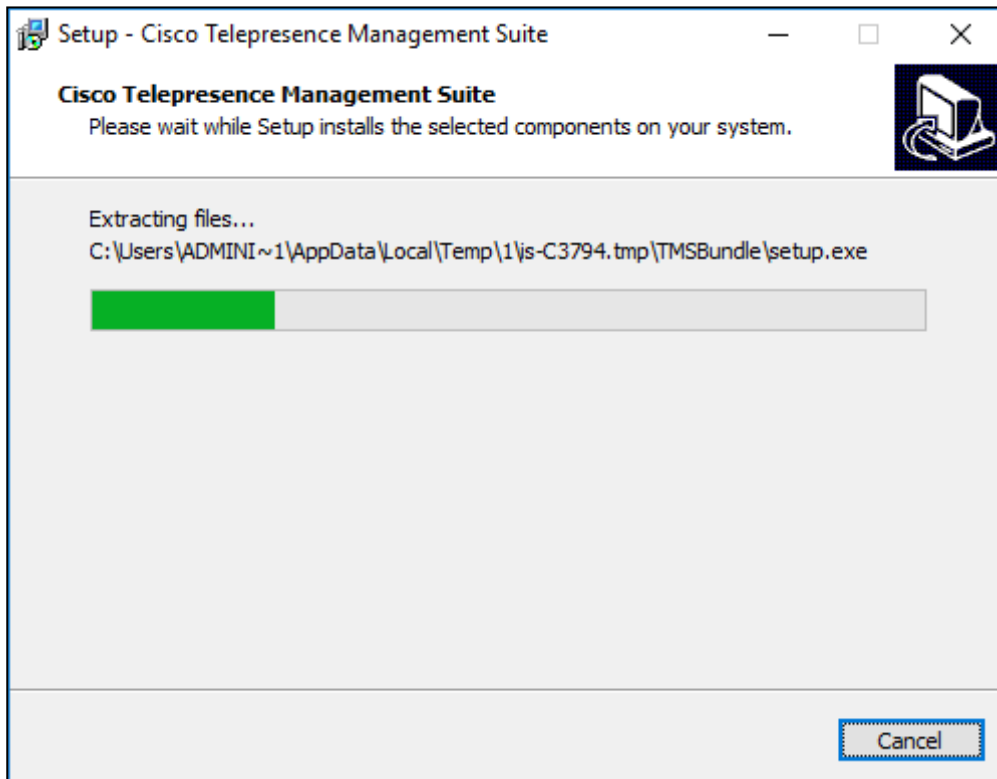 Setup - Cisco Telepresence Management Suite
Cisco Telepresence Management Suite
Please wait while Setup installs the selected components on your system.
Extracting files...
C:\Users\ADMINI~1\AppData\Local\Temp\1\is-C3794.tmp\TMSBundle\setup.exe
Cancel